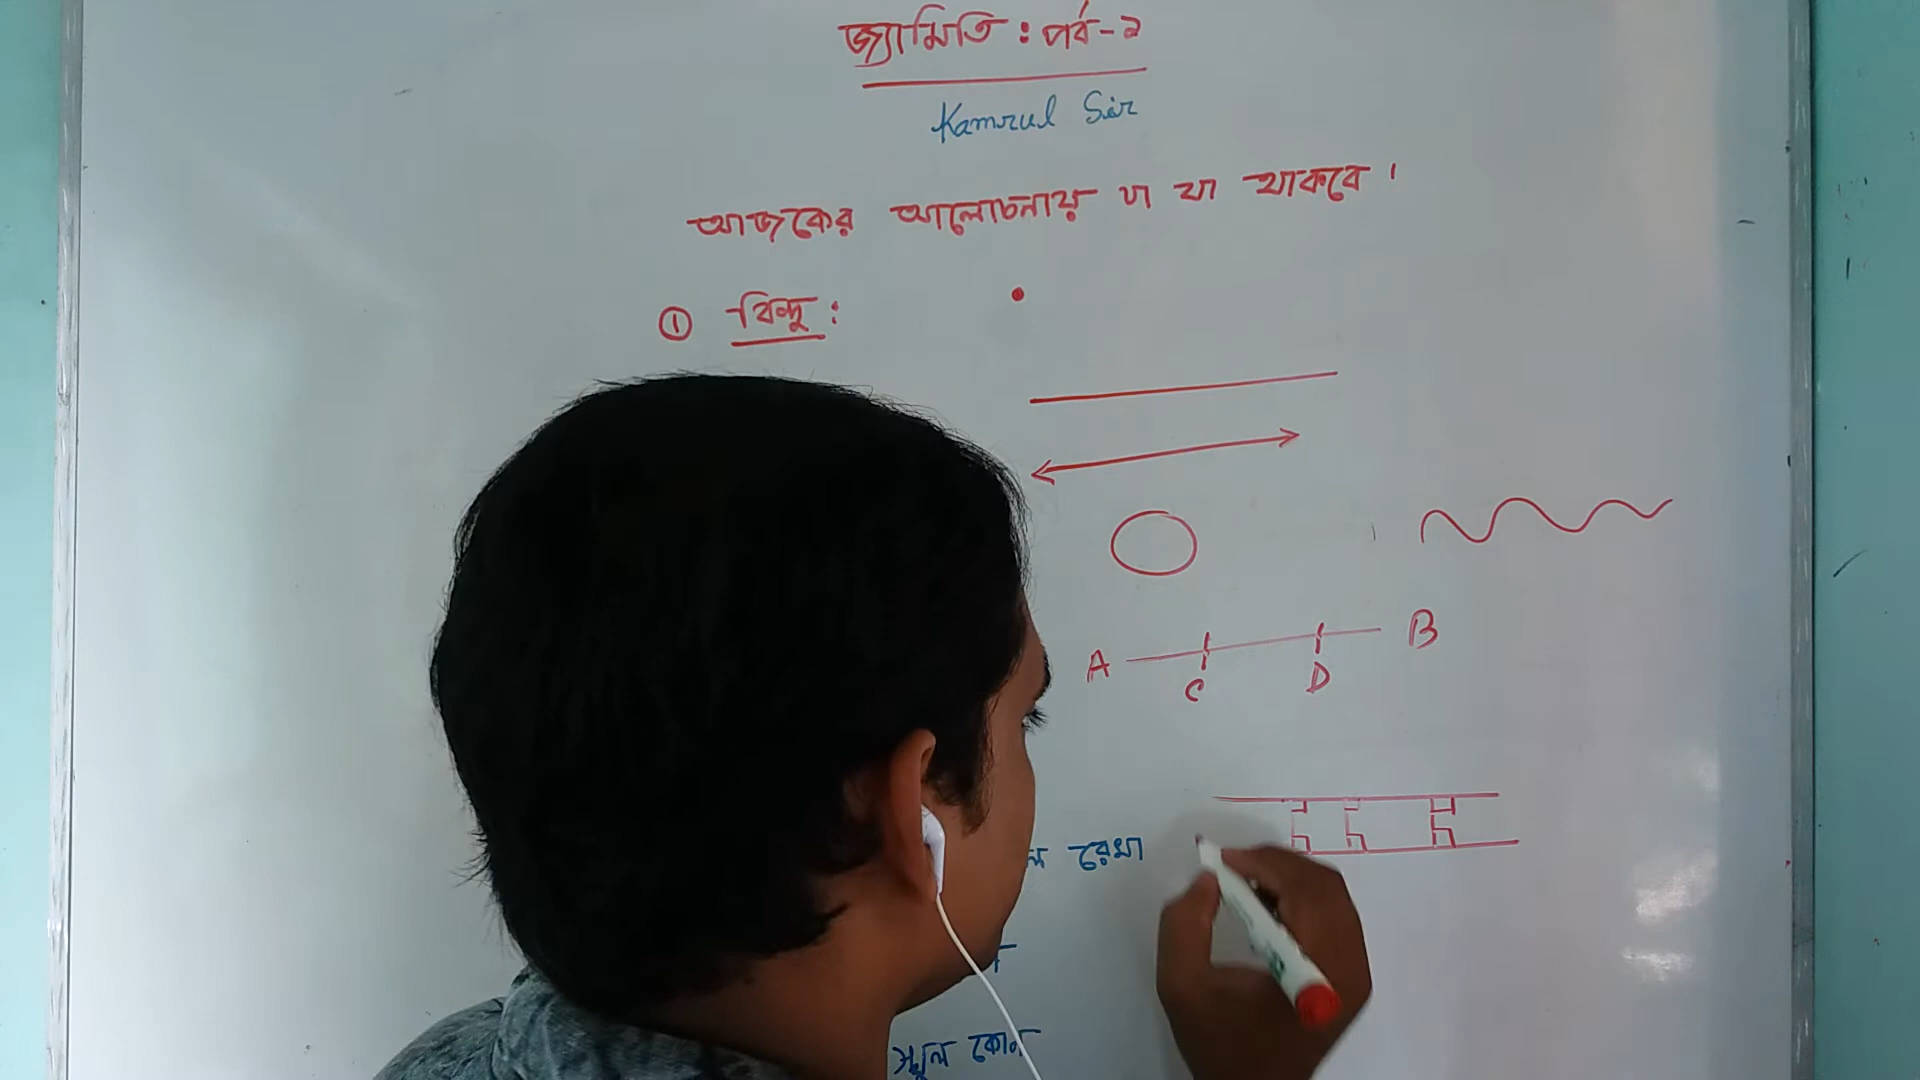 জ্যামিতি : পর্ব-১
Kamrul Sir
আজকের আলোচনায় যা যা থাকবে।
① বিন্দু :
A C D B
রেখা
স্থুল কোন